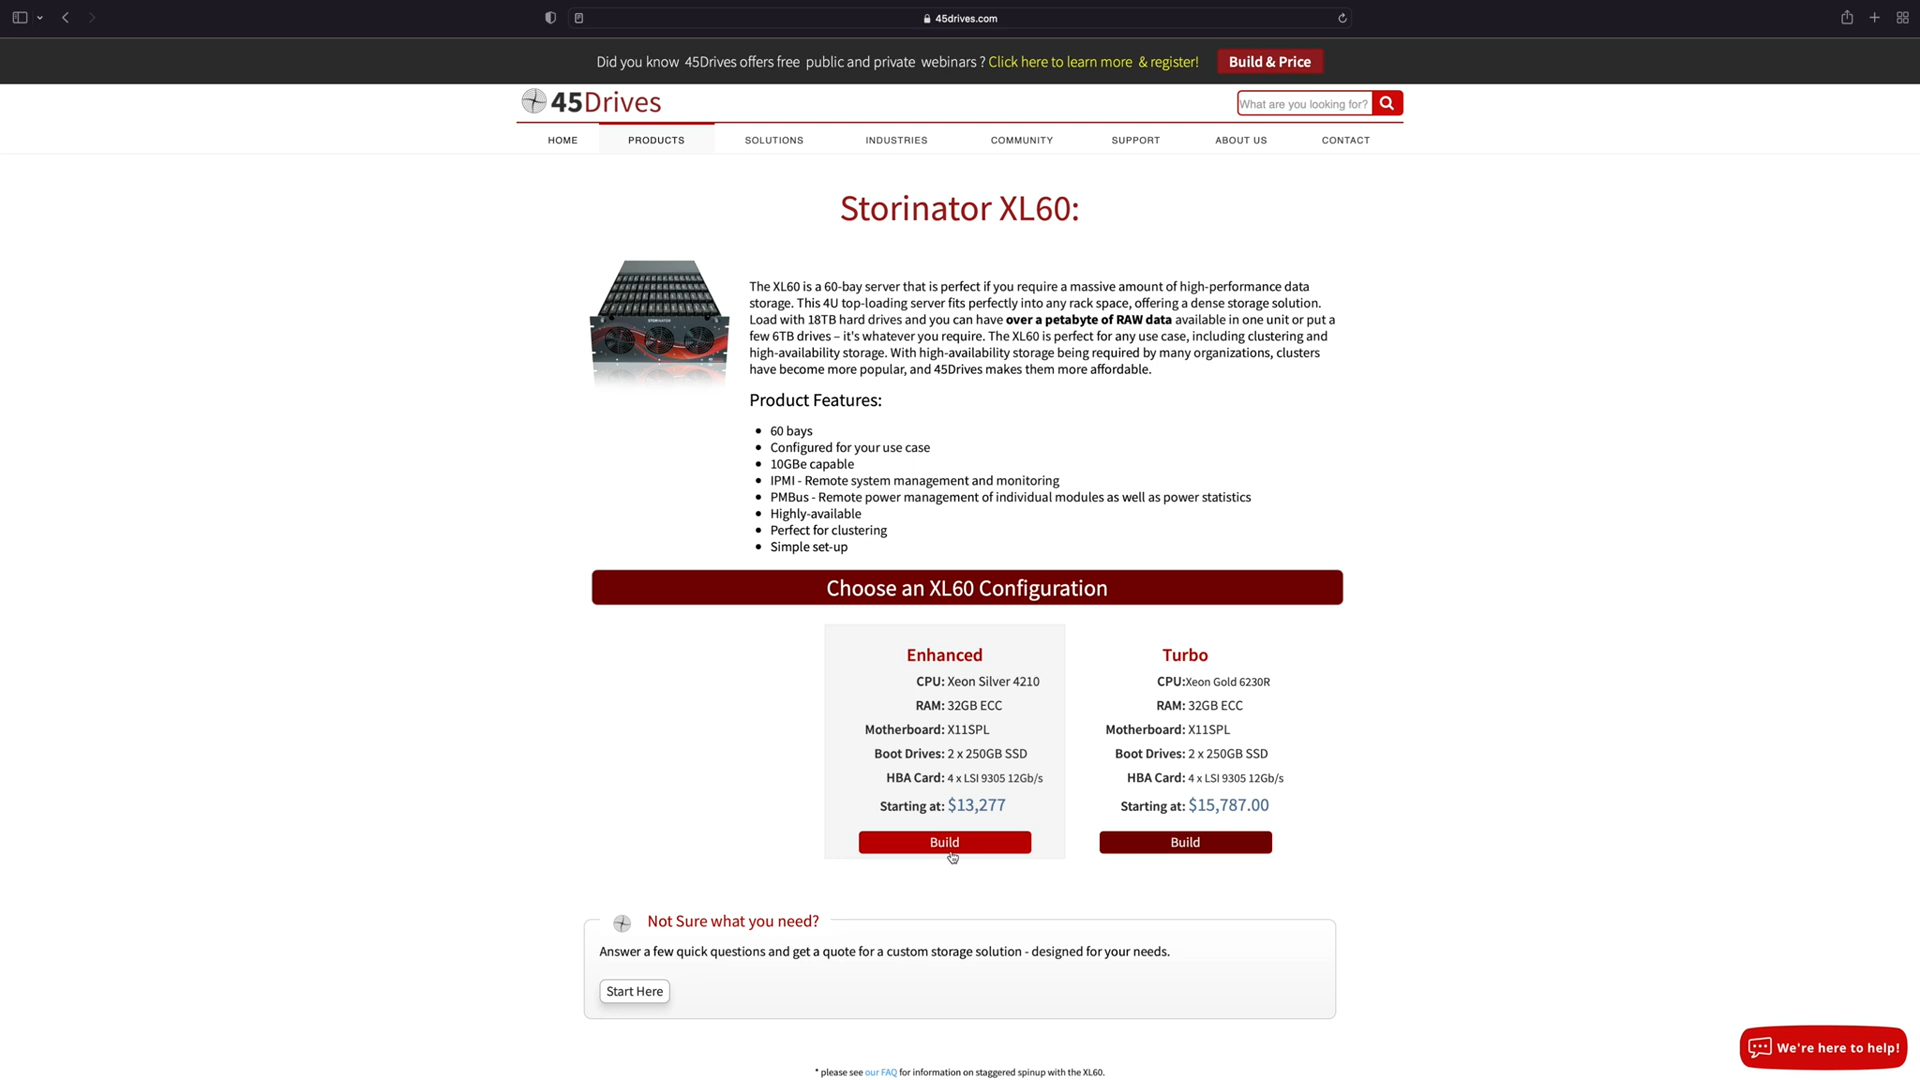 45drives.com
Did you know 45Drives offers free public and private webinars ? Click here to learn more & register!
Build & Price
45Drives
What are you looking for?
HOME
PRODUCTS
SOLUTIONS
INDUSTRIES
COMMUNITY
SUPPORT
ABOUT US
CONTACT
Storinator XL60:
The XL60 is a 60-bay server that is perfect if you require a massive amount of high-performance data
storage. This 4U top-loading server fits perfectly into any rack space, offering a dense storage solution.
Load with 18TB hard drives and you can have over a petabyte of RAW data available in one unit or put a
few 6TB drives – it's whatever you require. The XL60 is perfect for any use case, including clustering and
high-availability storage. With high-availability storage being required by many organizations, clusters
have become more popular, and 45Drives makes them more affordable.
Product Features:
60 bays
Configured for your use case
10GBe capable
IPMI - Remote system management and monitoring
PMBus - Remote power management of individual modules as well as power statistics
Highly-available
Perfect for clustering
Simple set-up
Choose an XL60 Configuration
Enhanced
CPU: Xeon Silver 4210
RAM: 32GB ECC
Motherboard: X11SPL
Boot Drives: 2 x 250GB SSD
HBA Card: 4 x LSI 9305 12Gb/s
Starting at: $13,277
Build
Turbo
CPU:Xeon Gold 6230R
RAM: 32GB ECC
Motherboard: X11SPL
Boot Drives: 2 x 250GB SSD
HBA Card: 4 x LSI 9305 12Gb/s
Starting at: $15,787.00
Build
Not Sure what you need?
Answer a few quick questions and get a quote for a custom storage solution - designed for your needs.
Start Here
We're here to help!
* please see our FAQ for information on staggered spinup with the XL60.